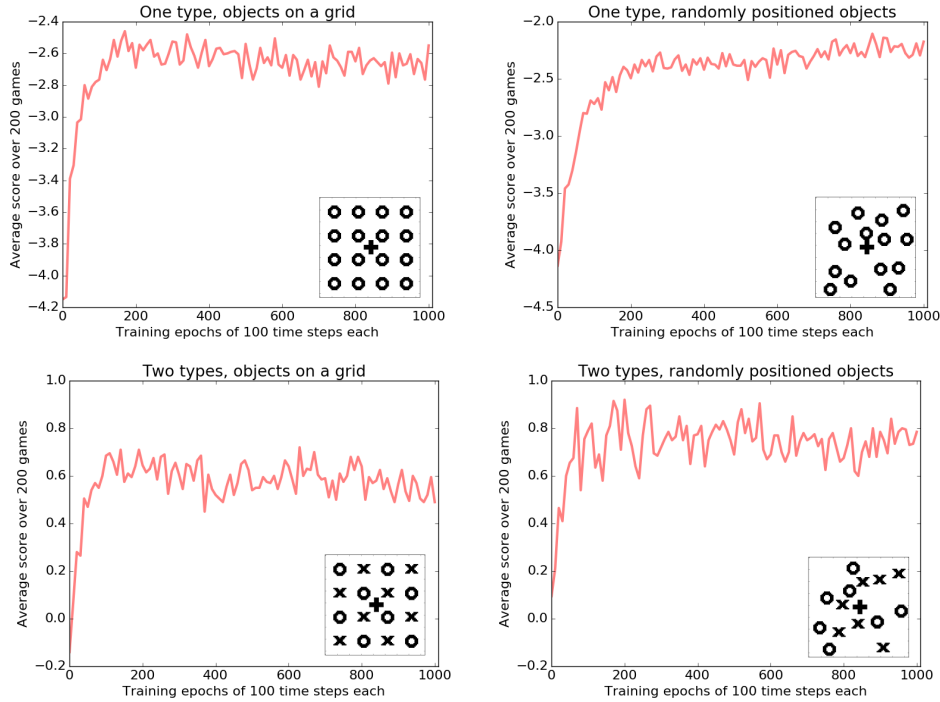 One type, objects on a grid
−2.4
−2.6
−2.8
−3.0
−3.2
−3.4
−3.6
−3.8
−4.0
−4.2
Average score over 200 games
0 200 400 600 800 1000
Training epochs of 100 time steps each
One type, randomly positioned objects
−2.0
−2.5
−3.0
−3.5
−4.0
−4.5
Average score over 200 games
0 200 400 600 800 1000
Training epochs of 100 time steps each
Two types, objects on a grid
1.0
0.8
0.6
0.4
0.2
0.0
−0.2
Average score over 200 games
0 200 400 600 800 1000
Training epochs of 100 time steps each
Two types, randomly positioned objects
1.0
0.8
0.6
0.4
0.2
0.0
−0.2
Average score over 200 games
0 200 400 600 800 1000
Training epochs of 100 time steps each